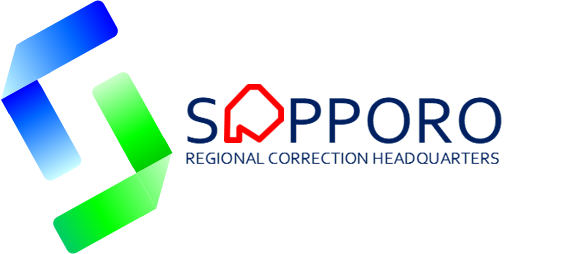 SAPPORO
REGIONAL CORRECTION HEADQUARTERS